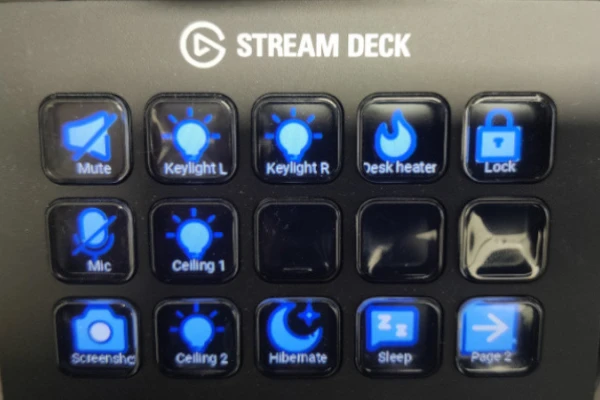 STREAM DECK
Mute
Keylight L
Keylight R
Desk heater
Lock
Mic
Ceiling 1
Screensho
Ceiling 2
Hibernate
Sleep
Page 2